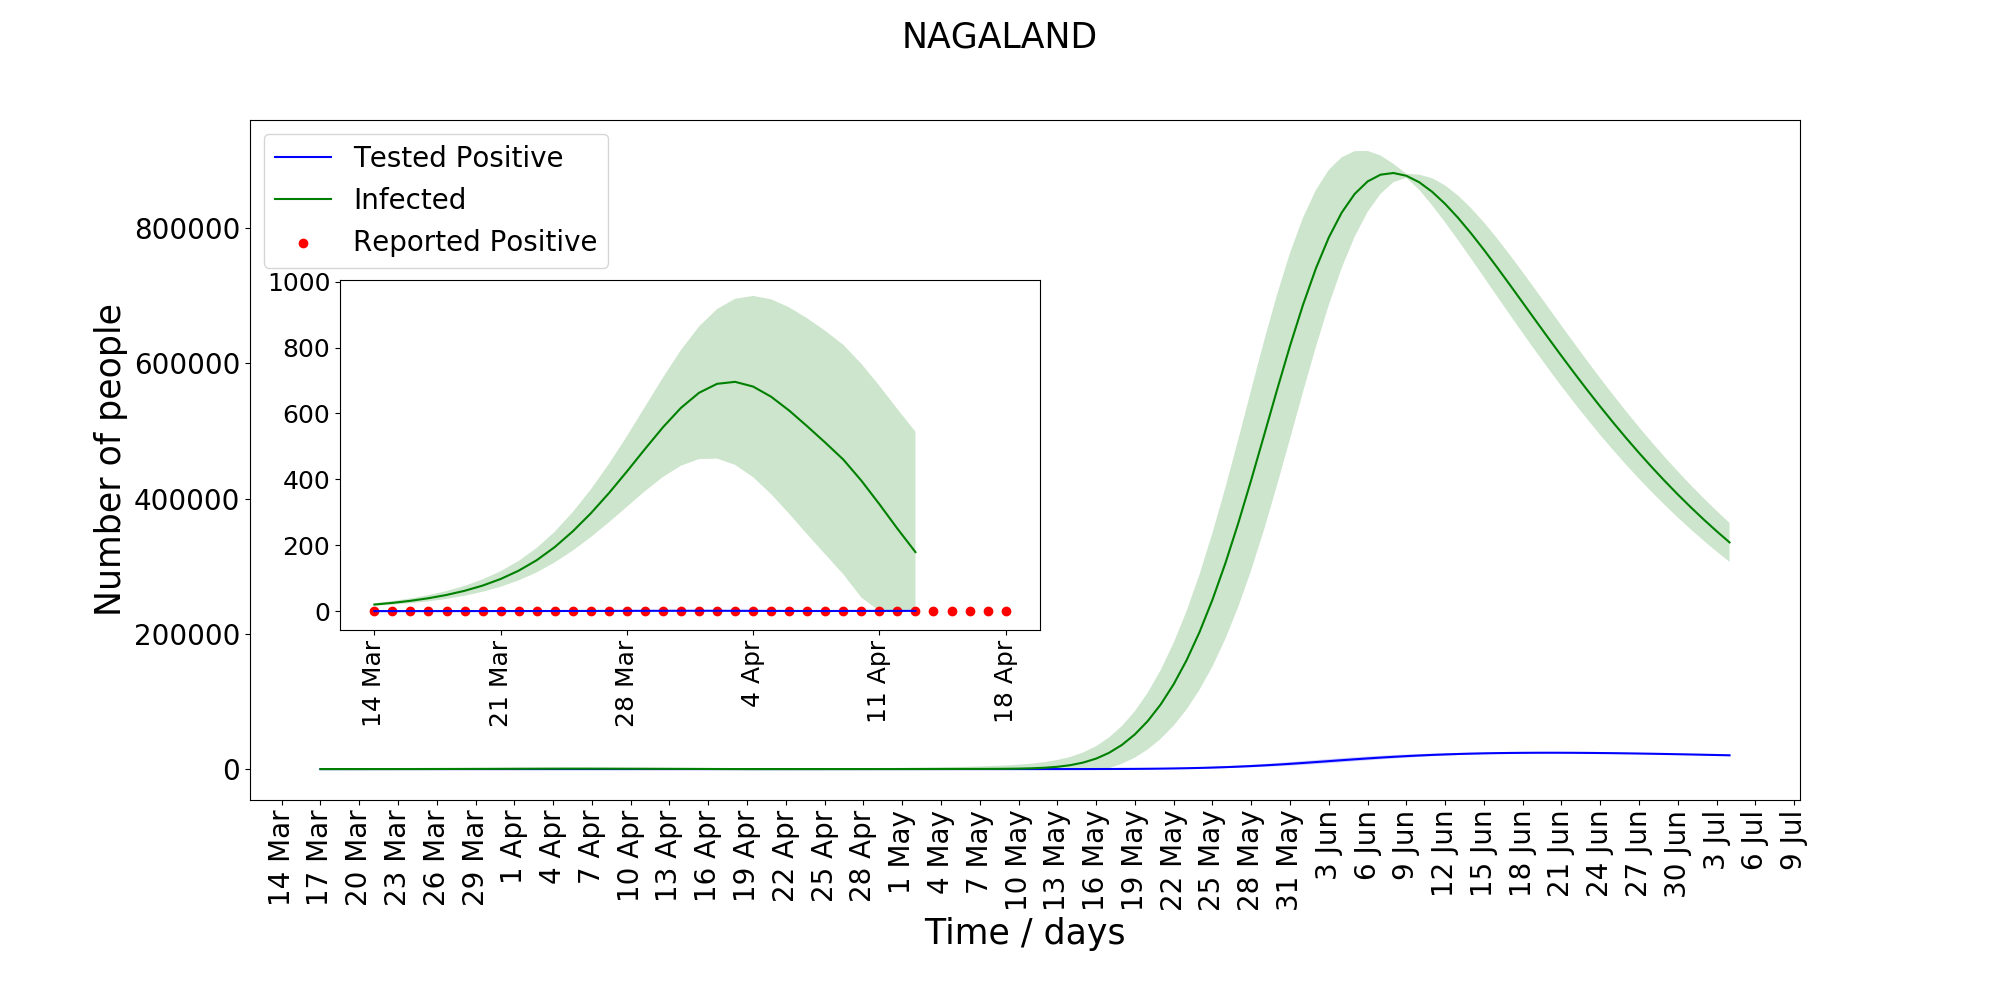 NAGALAND
Tested Positive
Infected
Reported Positive
Number of people
800000
600000
400000
200000
0
1000
800
600
400
200
0
14 Mar
21 Mar
28 Mar
4 Apr
11 Apr
18 Apr
14 Mar
17 Mar
20 Mar
23 Mar
26 Mar
29 Mar
1 Apr
4 Apr
7 Apr
10 Apr
13 Apr
16 Apr
19 Apr
22 Apr
25 Apr
28 Apr
1 May
4 May
7 May
10 May
13 May
16 May
19 May
22 May
25 May
28 May
31 May
3 Jun
6 Jun
9 Jun
12 Jun
15 Jun
18 Jun
21 Jun
24 Jun
27 Jun
30 Jun
3 Jul
6 Jul
9 Jul
Time / days